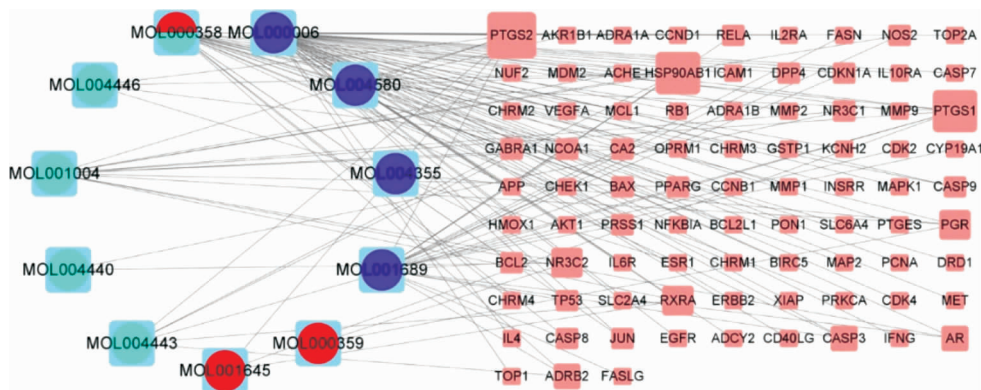 MOL000358 MOL000006
MOL004446 MOL004580
MOL001004 MOL004355
MOL004440 MOL001689
MOL004443 MOL000359
MOL001645
PTGS2 AKR1B1 ADRA1A CCND1 RELA IL2RA FASN NOS2 TOP2A
NUF2 MDM2 ACHE HSP90AB1 ICAM1 DPP4 CDKN1A IL10RA CASP7
CHRM2 VEGFA MCL1 RB1 ADRA1B MMP2 NR3C1 MMP9 PTGS1
GABRA1 NCOA1 CA2 OPRM1 CHRM3 GSTP1 KCNH2 CDK2 CYP19A1
APP CHEK1 BAX PPARG CCNB1 MMP1 INSRR MAPK1 CASP9
HMOX1 AKT1 PRSS1 NFKBIA BCL2L1 PON1 SLC6A4 PTGES PGR
BCL2 NR3C2 IL6R ESR1 CHRM1 BIRC5 MAP2 PCNA DRD1
CHRM4 TP53 SLC2A4 RXRA ERBB2 XIAP PRKCA CDK4 MET
IL4 CASP8 JUN EGFR ADCY2 CD40LG CASP3 IFNG AR
TOP1 ADRB2 FASLG